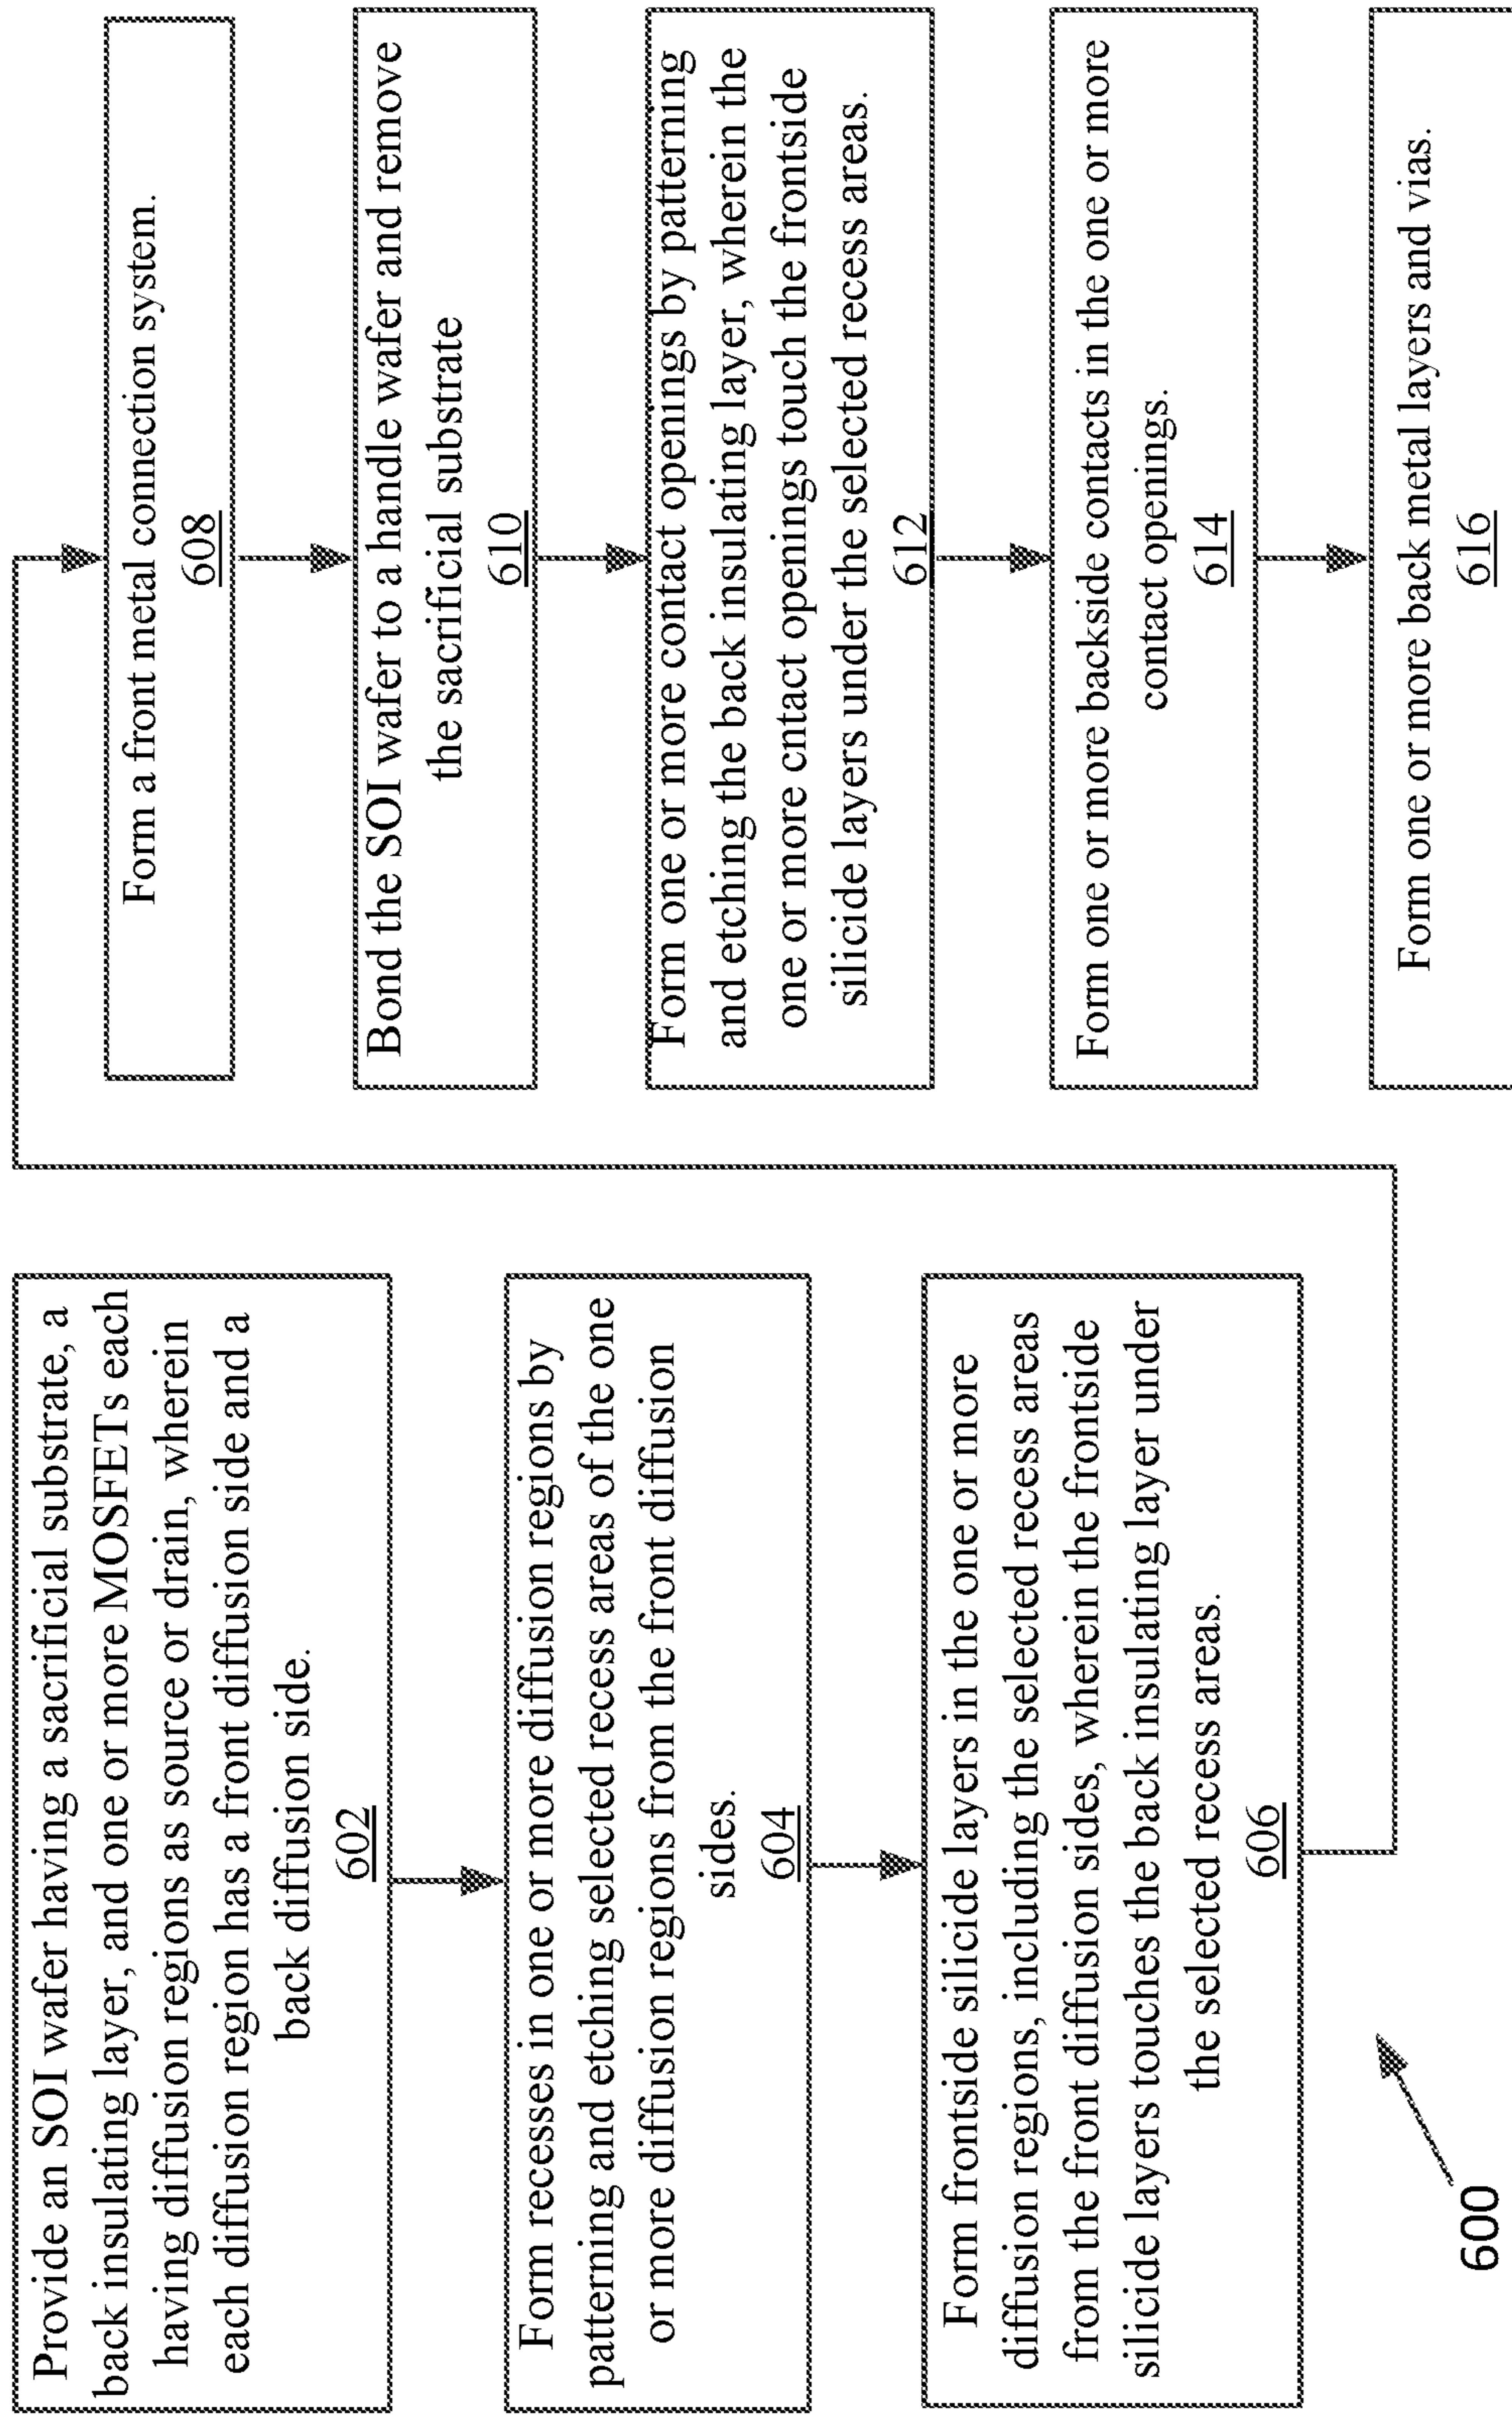 Provide an SOI wafer having a sacrificial substrate, a
back insulating layer, and one or more MOSFETs each
having diffusion regions as source or drain, wherein
each diffusion region has a front diffusion side and a
back diffusion side.
602
Form recesses in one or more diffusion regions by
patterning and etching selected recess areas of the one
or more diffusion regions from the front diffusion
sides.
604
Form frontside silicide layers in the one or more
diffusion regions, including the selected recess areas
from the front diffusion sides, wherein the frontside
silicide layers touches the back insulating layer under
the selected recess areas.
606
600
Form a front metal connection system.
608
Bond the SOI wafer to a handle wafer and remove
the sacrificial substrate
610
Form one or more contact openings by patterning
and etching the back insulating layer, wherein the
one or more cntact openings touch the frontside
silicide layers under the selected recess areas.
612
Form one or more backside contacts in the one or more
contact openings.
614
Form one or more back metal layers and vias.
616